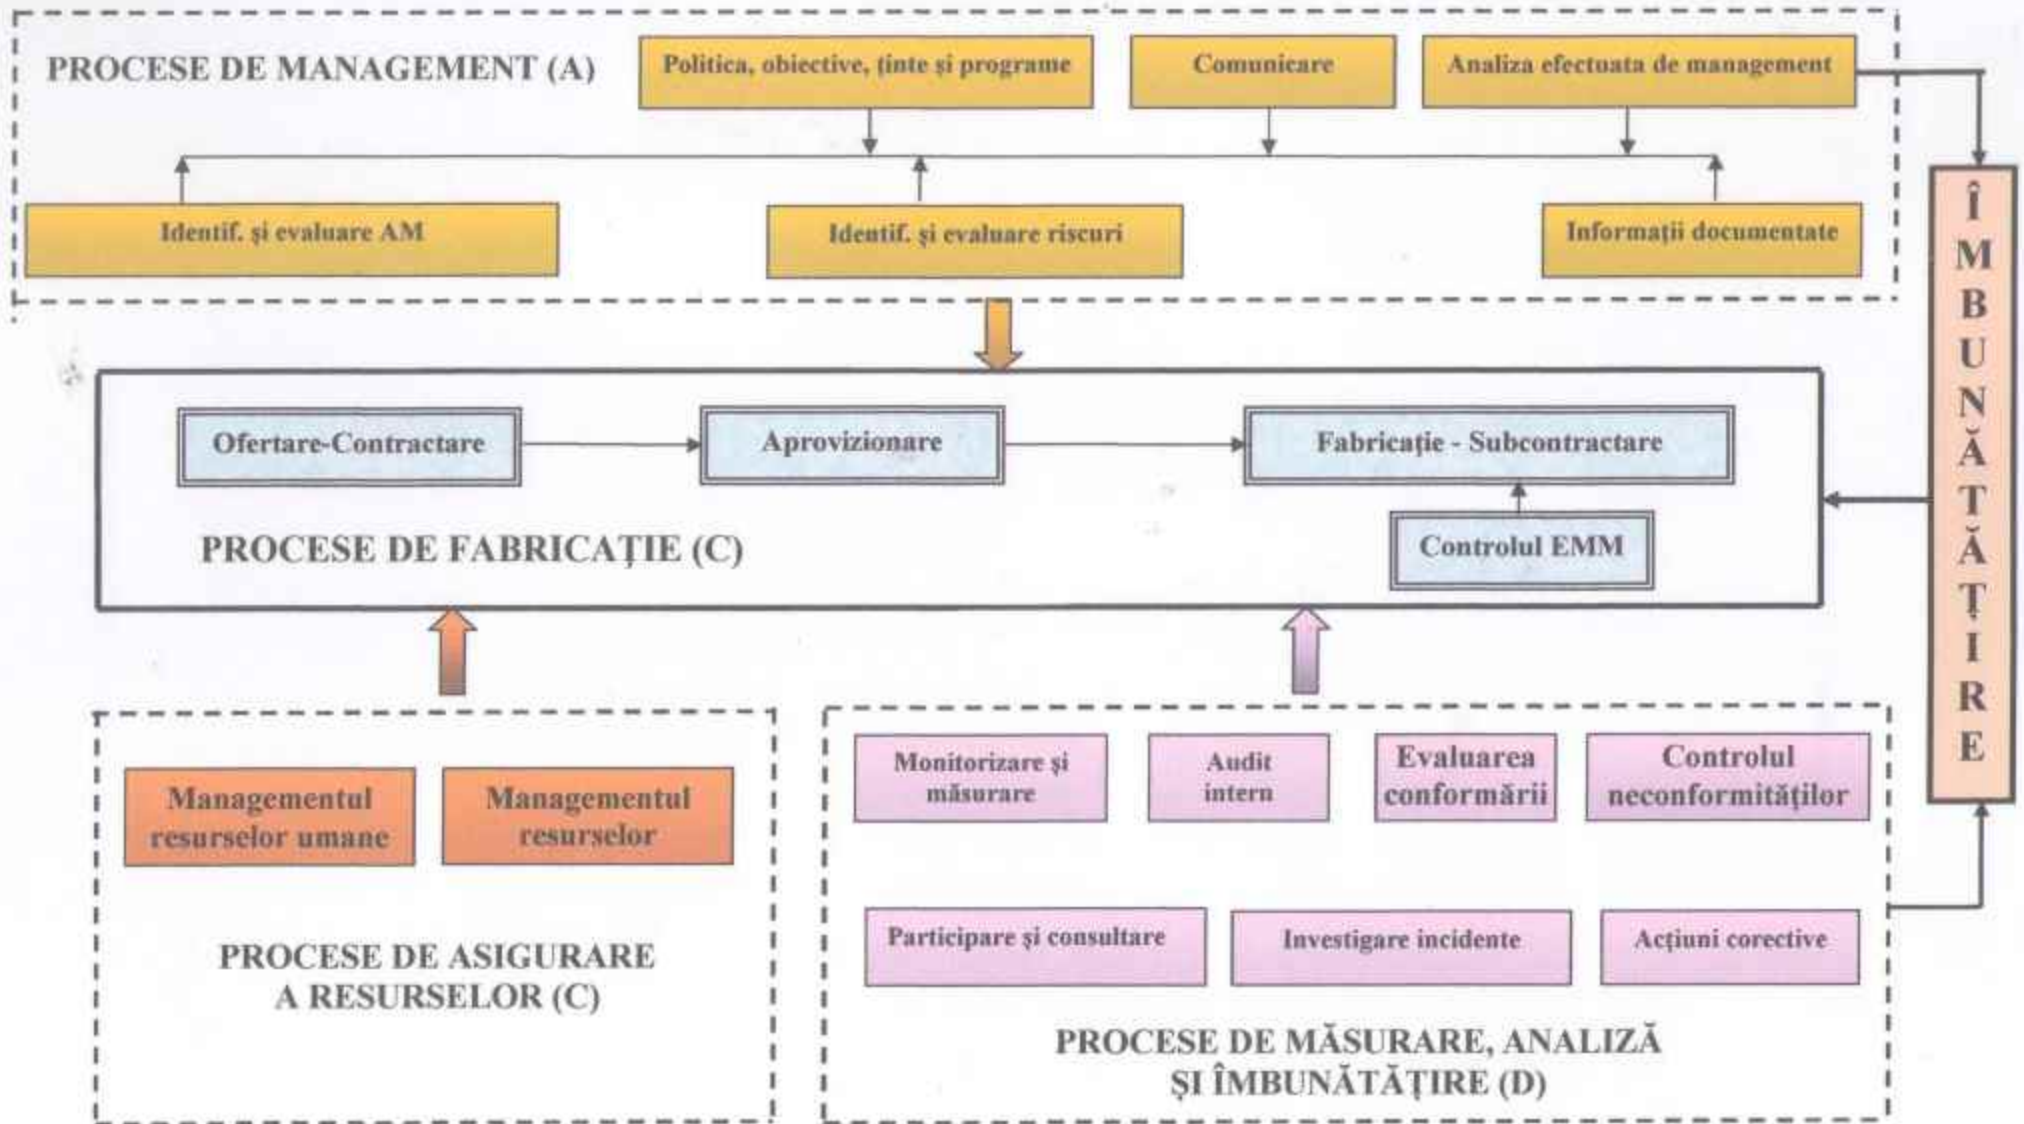 PROCESE DE MANAGEMENT (A)
Politica, obiective, ținte și programe
Comunicare
Analiza efectuata de management
Identif. și evaluare AM
Identif. și evaluare riscuri
Informații documentate
ÎMBUNĂTĂȚIRE
Ofertare-Contractare
Aprovizionare
Fabricație - Subcontractare
Controlul EMM
PROCESE DE FABRICAȚIE (C)
Managementul
resurselor umane
Managementul
resurselor
PROCESE DE ASIGURARE
A RESURSELOR (C)
Monitorizare și
măsurare
Audit
intern
Evaluarea
conformării
Controlul
neconformităților
Participare și consultare
Investigare incidente
Acțiuni corective
PROCESE DE MĂSURARE, ANALIZĂ
ȘI ÎMBUNĂTĂȚIRE (D)